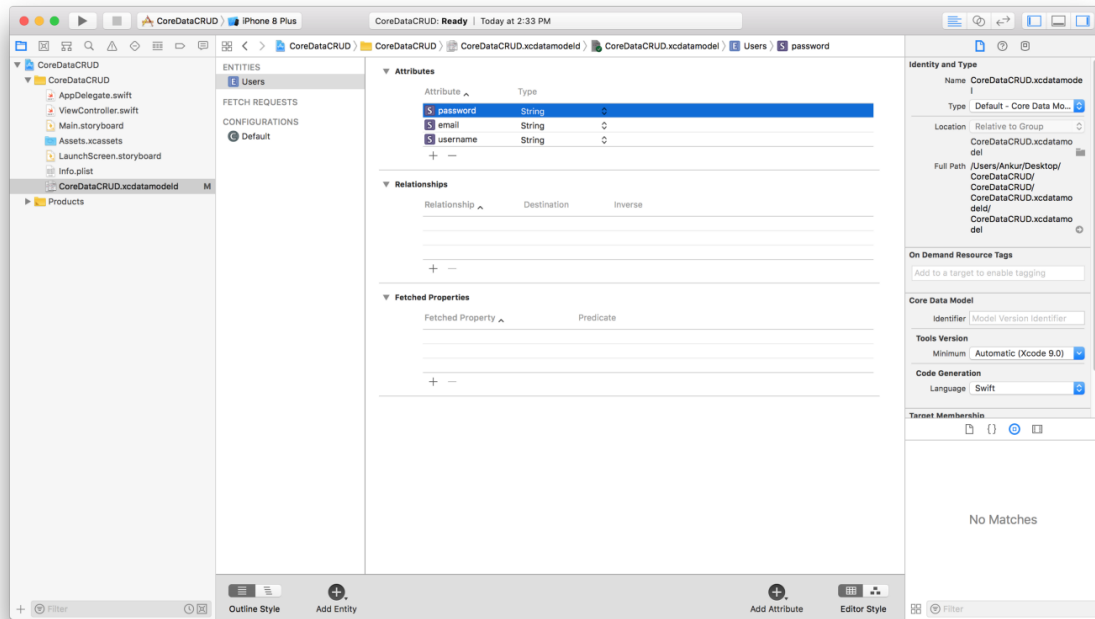 CoreDataCRUD
iPhone 8 Plus
CoreDataCRUD: Ready | Today at 2:33 PM
CoreDataCRUD
CoreDataCRUD
AppDelegate.swift
ViewController.swift
Main.storyboard
Assets.xcassets
LaunchScreen.storyboard
Info.plist
CoreDataCRUD.xcdatamodeld M
Products
Filter
CoreDataCRUD
CoreDataCRUD
CoreDataCRUD.xcdatamodeld
CoreDataCRUD.xcdatamodel
E Users
S password
ENTITIES
E Users
FETCH REQUESTS
CONFIGURATIONS
C Default
Attributes
Attribute Type
S password String
S email String
S username String
+ −
Relationships
Relationship Destination Inverse
+ −
Fetched Properties
Fetched Property Predicate
+ −
Outline Style
Add Entity
Add Attribute
Editor Style
Identity and Type
Name CoreDataCRUD.xcdatamode
l
Type Default - Core Data Mo...
Location Relative to Group
CoreDataCRUD.xcdatamo
del
Full Path /Users/Ankur/Desktop/
CoreDataCRUD/
CoreDataCRUD/
CoreDataCRUD.xcdatamo
deld/
CoreDataCRUD.xcdatamo
del
On Demand Resource Tags
Add to a target to enable tagging
Core Data Model
Identifier Model Version Identifier
Tools Version
Minimum Automatic (Xcode 9.0)
Code Generation
Language Swift
Target Membership
{}
No Matches
Filter